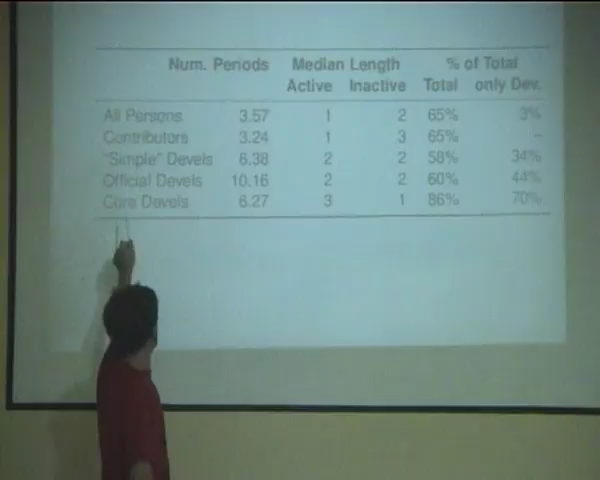 Num. Periods Median Length % of Total
Active Inactive Total only Dev.
All Persons 3.57 1 2 65% 3%
Contributors 3.24 1 3 65% –
"Simple" Devels 6.38 2 2 58% 34%
Official Devels 10.16 2 2 60% 44%
Core Devels 6.27 3 1 86% 70%